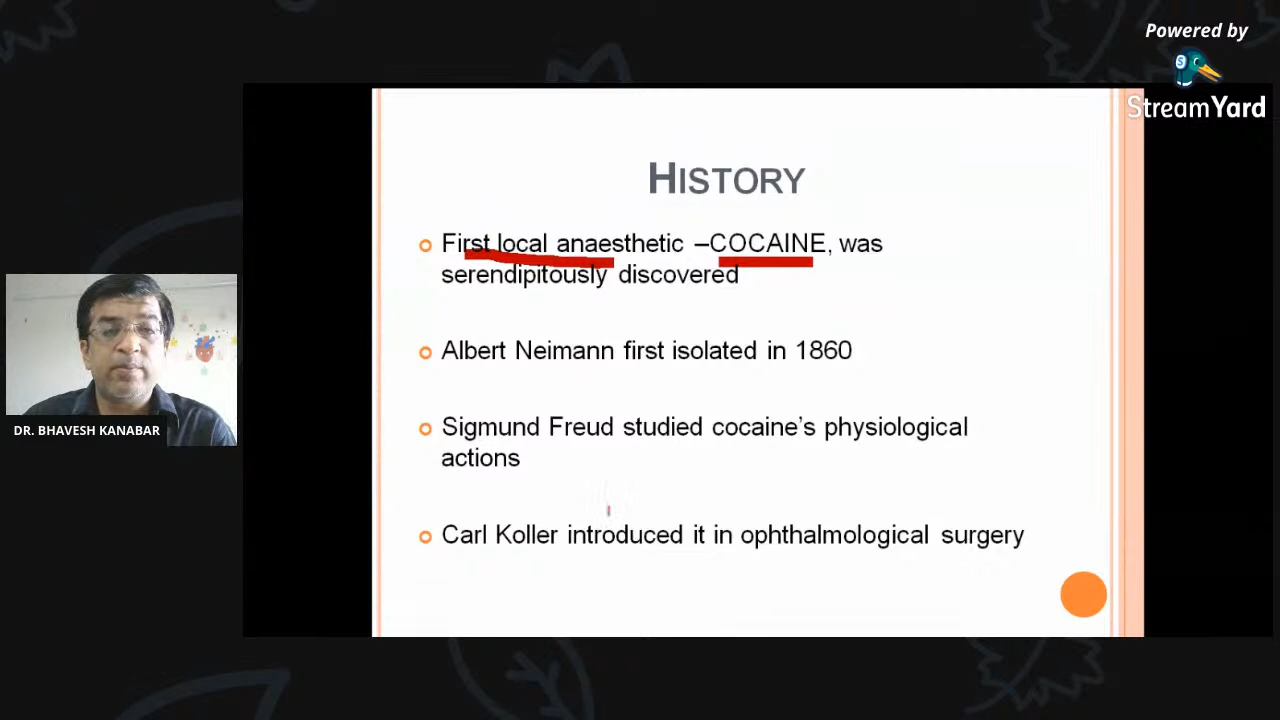 Powered by
StreamYard
HISTORY
First local anaesthetic –COCAINE, was
serendipitously discovered
Albert Neimann first isolated in 1860
Sigmund Freud studied cocaine's physiological
actions
Carl Koller introduced it in ophthalmological surgery
DR. BHAVESH KANABAR